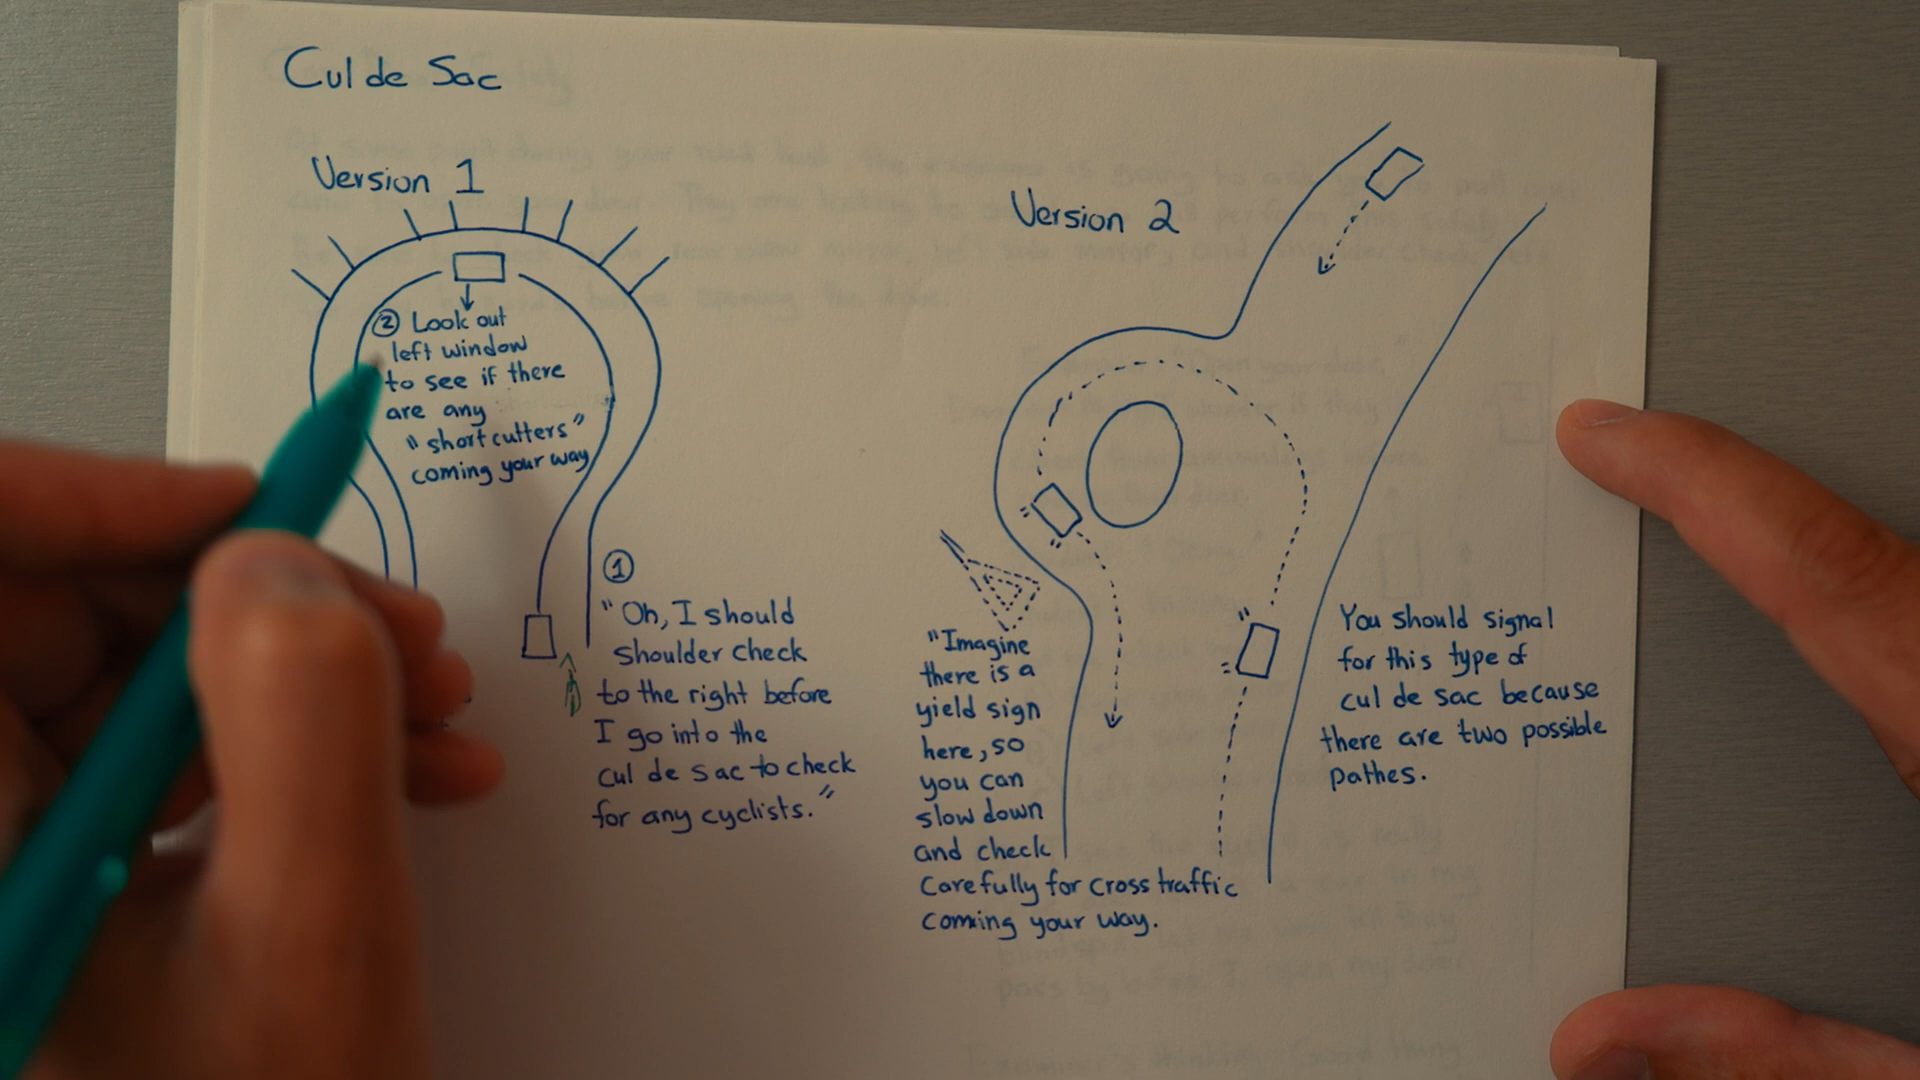 Cul de Sac
Version 1
② Look out
left window
to see if there
are any
"short cutters"
coming your way
①
"Oh, I should
shoulder check
to the right before
I go into the
cul de sac to check
for any cyclists."
Version 2
"Imagine
there is a
yield sign
here, so
you can
slow down
and check
carefully for cross traffic
coming your way.
You should signal
for this type of
cul de sac because
there are two possible
pathes.